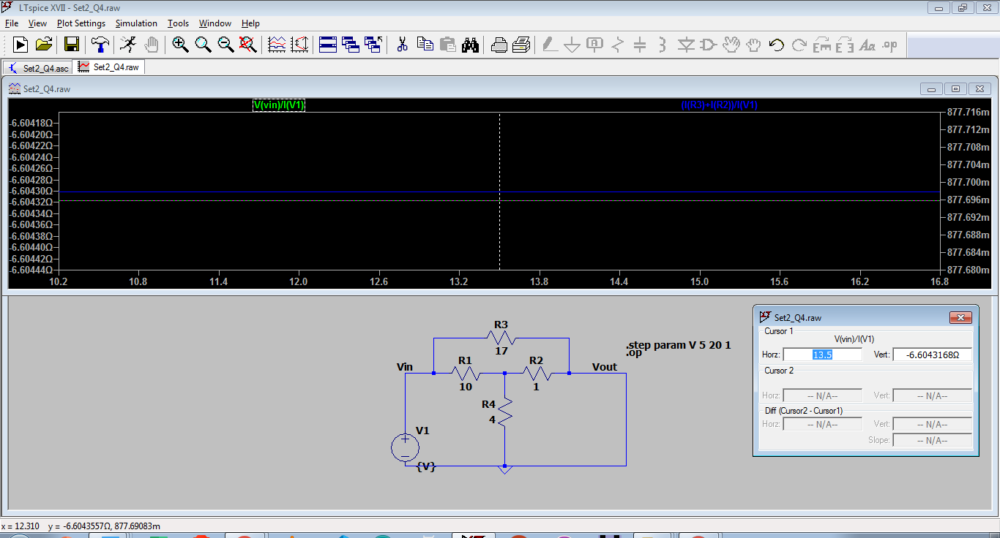 LTspice XVII - Set2_Q4.raw
File View Plot Settings Simulation Tools Window Help
Set2_Q4.asc Set2_Q4.raw
Set2_Q4.raw
V(vin)/I(V1) (I(R3)+I(R2))/I(V1)
-6.60418Ω 877.716m
-6.60420Ω 877.712m
-6.60422Ω 877.708m
-6.60424Ω 877.704m
-6.60426Ω 877.700m
-6.60428Ω 877.696m
-6.60430Ω 877.692m
-6.60432Ω 877.688m
-6.60434Ω 877.684m
-6.60436Ω 877.680m
-6.60438Ω
-6.60440Ω
-6.60442Ω
-6.60444Ω
10.2 10.8 11.4 12.0 12.6 13.2 13.8 14.4 15.0 15.6 16.2 16.8
R3
17
.step param V 5 20 1
.op
Vin R1 R2 Vout
10 1
R4
4
V1
{V}
Set2_Q4.raw
Cursor 1
V(vin)/I(V1)
Horz: 13.5 Vert: -6.6043168Ω
Cursor 2
Horz: -- N/A-- Vert: -- N/A--
Diff (Cursor2 - Cursor1)
Horz: -- N/A-- Vert: -- N/A--
Slope: -- N/A--
x = 12.310 y = -6.6043557Ω, 877.69083m